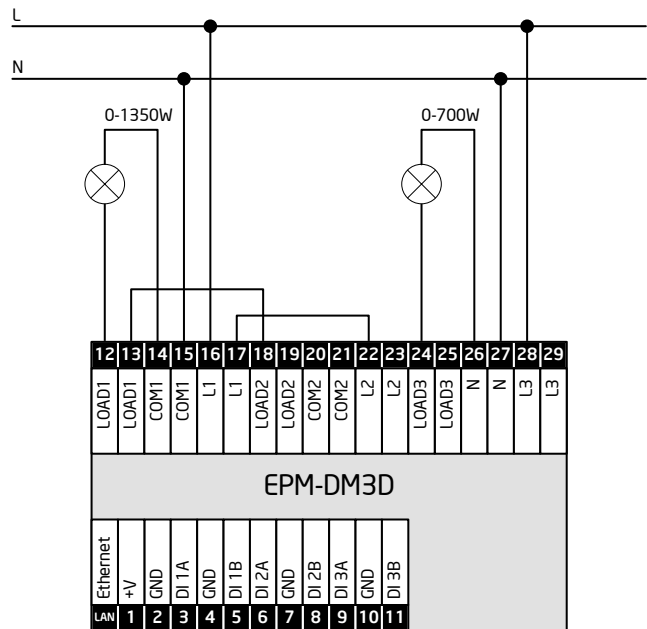 L
N
0-1350W 0-700W
12 13 14 15 16 17 18 19 20 21 22 23 24 25 26 27 28 29
LOAD1 LOAD1 COM1 COM1 L1 L1 LOAD2 LOAD2 COM2 COM2 L2 L2 LOAD3 LOAD3 N N L3 L3
EPM-DM3D
Ethernet +V GND DI 1A GND DI 1B DI 2A GND DI 2B DI 3A GND DI 3B
LAN 1 2 3 4 5 6 7 8 9 10 11